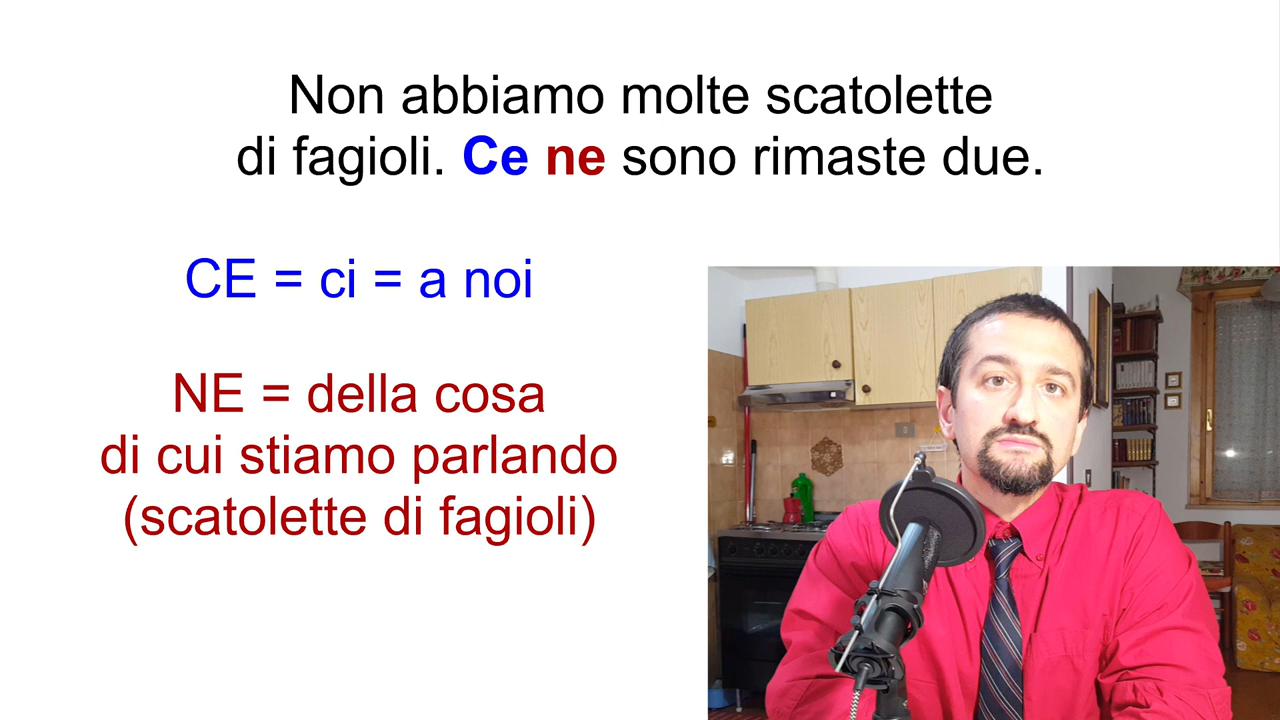 Non abbiamo molte scatolette
di fagioli. Ce ne sono rimaste due.
CE = ci = a noi
NE = della cosa
di cui stiamo parlando
(scatolette di fagioli)